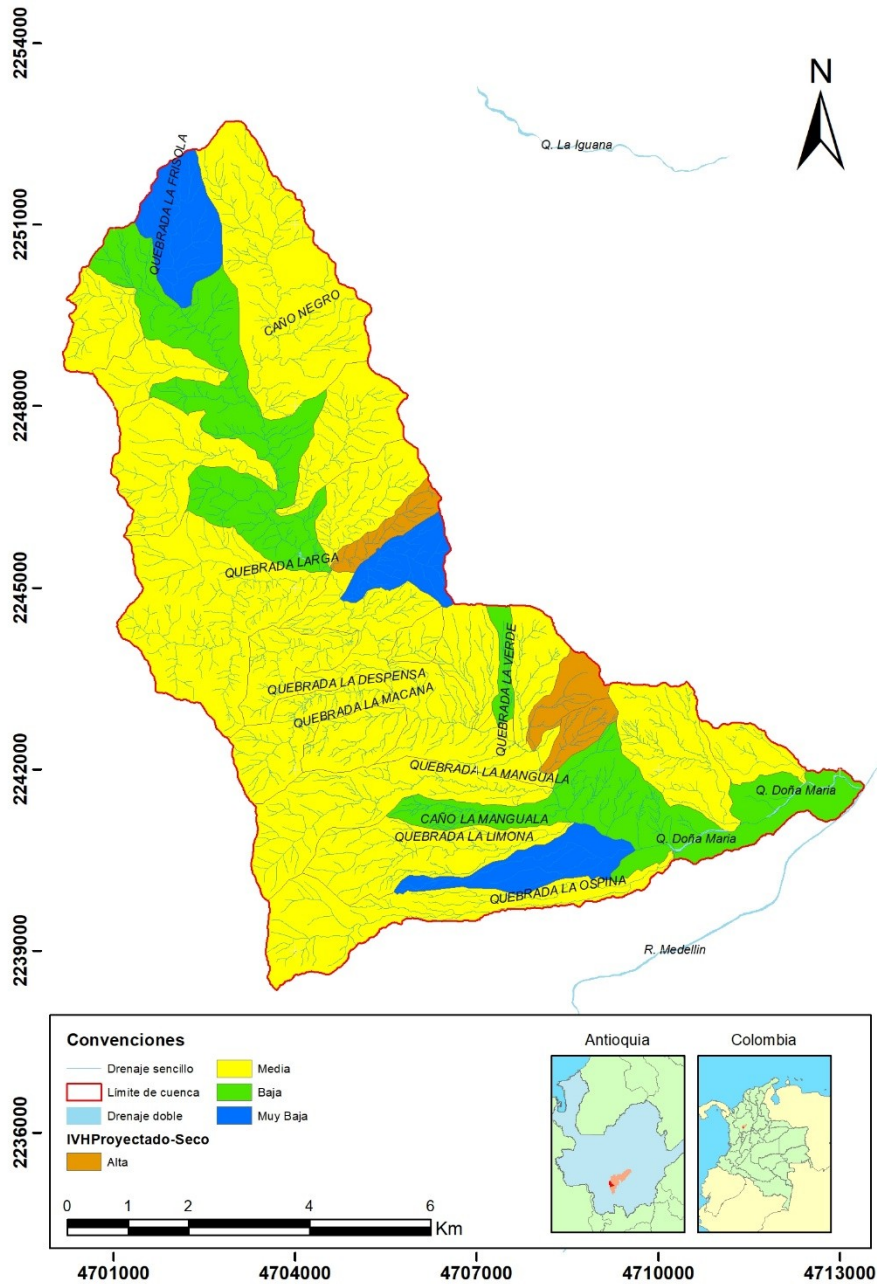 2254000
N
Q. La Iguana
QUEBRADA LA FRISOLA
2251000
CAÑO NEGRO
2248000
QUEBRADA LARGA
2245000
QUEBRADA LA VERDE
QUEBRADA LA DESPENSA
QUEBRADA LA MACANA
2242000
QUEBRADA LA MANGUALA
Q. Doña Maria
CAÑO LA MANGUALA
QUEBRADA LA LIMONA
Q. Doña Maria
QUEBRADA LA OSPINA
R. Medellin
2239000
Convenciones
Drenaje sencillo
Límite de cuenca
Drenaje doble
IVHProyectado-Seco
Alta
Media
Baja
Muy Baja
Antioquia
Colombia
2236000
0 1 2 4 6
Km
4701000 4704000 4707000 4710000 4713000